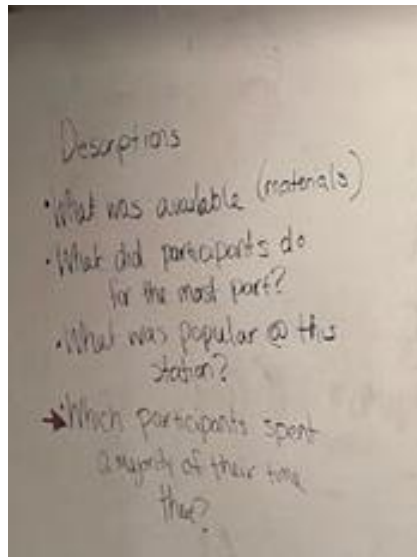 Descriptions
• What was available (materials)
• What did participants do
for the most part?
• What was popular @ this
station?
→ • Which participants spent
a majority of their time
there?